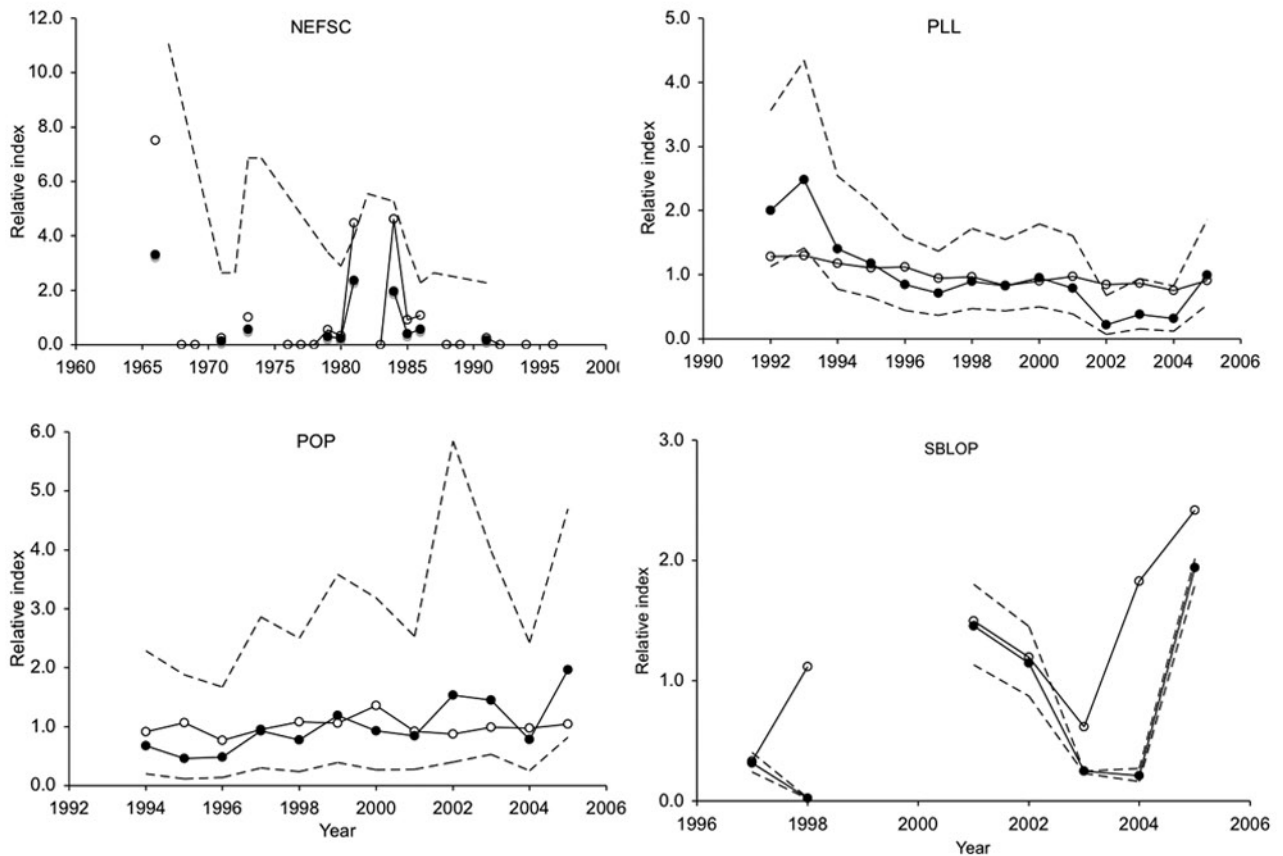 NEFSC
Relative index
12.0
10.0
8.0
6.0
4.0
2.0
0.0
1960 1965 1970 1975 1980 1985 1990 1995 2000
PLL
Relative index
5.0
4.0
3.0
2.0
1.0
0.0
1990 1992 1994 1996 1998 2000 2002 2004 2006
POP
Relative index
6.0
5.0
4.0
3.0
2.0
1.0
0.0
1992 1994 1996 1998 2000 2002 2004 2006
Year
SBLOP
Relative index
3.0
2.0
1.0
0.0
1996 1998 2000 2002 2004 2006
Year